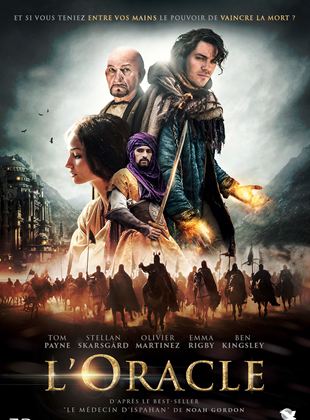 ET SI VOUS TENIEZ ENTRE VOS MAINS LE POUVOIR DE VAINCRE LA MORT ?
TOM PAYNE STELLAN SKARSGÅRD OLIVIER MARTINEZ EMMA RIGBY BEN KINGSLEY
L'ORACLE
D'APRÈS LE BEST-SELLER
"LE MÉDECIN D'ISPAHAN" DE NOAH GORDON